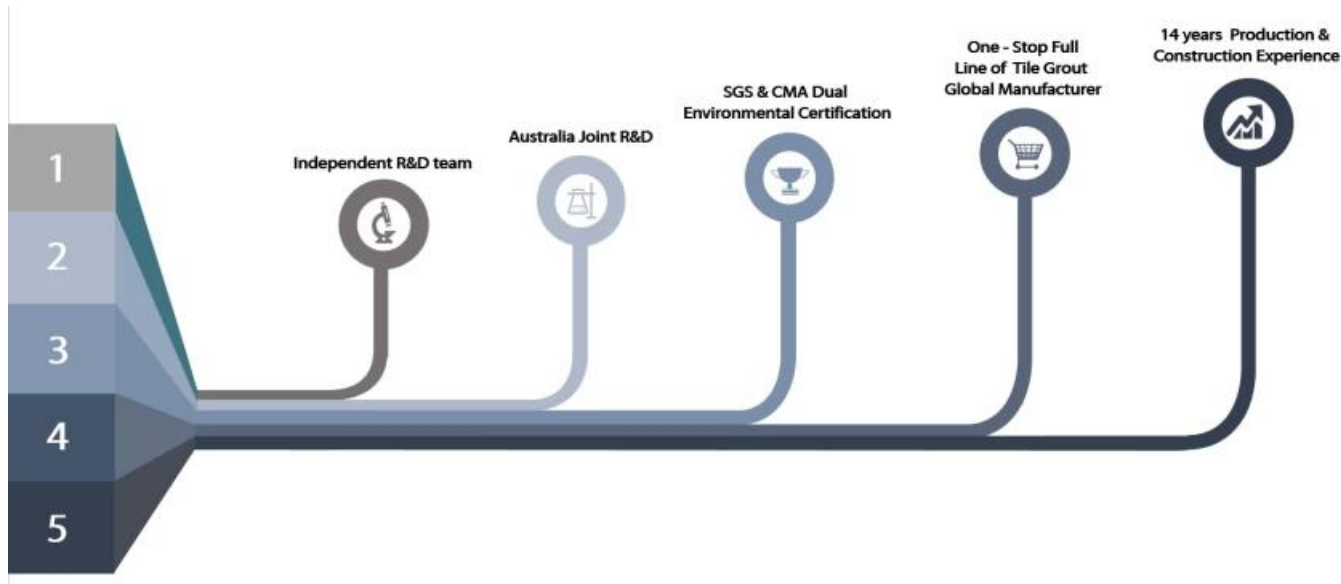 1
2
3
4
5
Independent R&D team
Australia Joint R&D
SGS & CMA Dual
Environmental Certification
One - Stop Full
Line of Tile Grout
Global Manufacturer
14 years Production &
Construction Experience